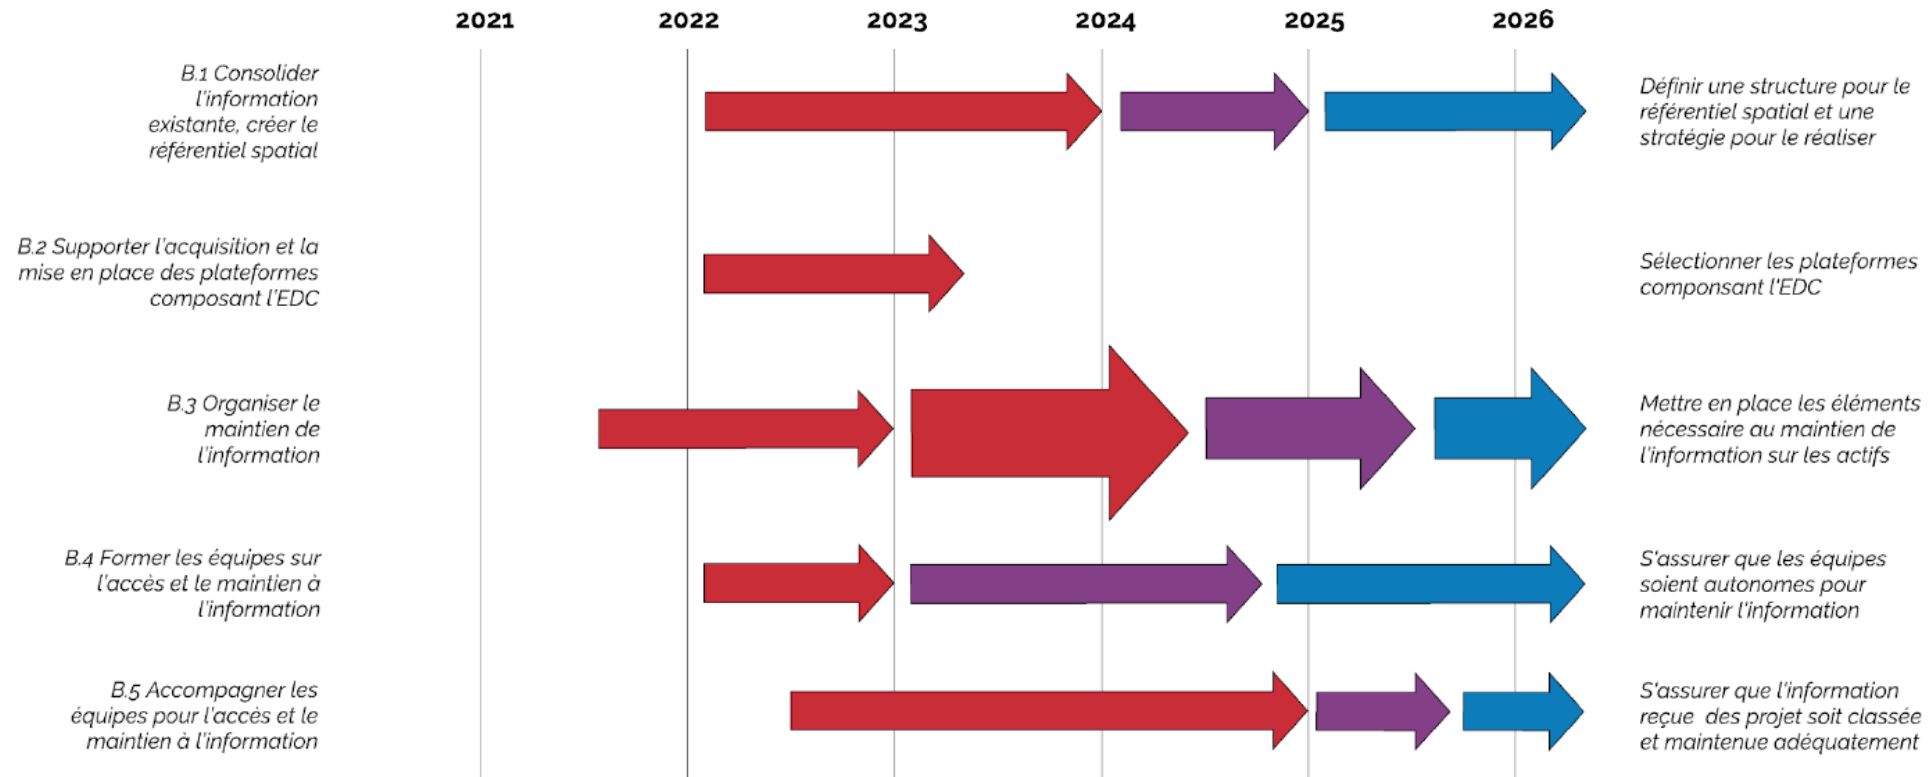 2021 2022 2023 2024 2025 2026
B.1 Consolider
l'information
existante, créer le
référentiel spatial
Définir une structure pour le
référentiel spatial et une
stratégie pour le réaliser
B.2 Supporter l'acquisition et la
mise en place des plateformes
composant l'EDC
Sélectionner les plateformes
componsant l'EDC
B.3 Organiser le
maintien de
l'information
Mettre en place les éléments
nécessaire au maintien de
l'information sur les actifs
B.4 Former les équipes sur
l'accès et le maintien à
l'information
S'assurer que les équipes
soient autonomes pour
maintenir l'information
B.5 Accompagner les
équipes pour l'accès et le
maintien à l'information
S'assurer que l'information
reçue des projet soit classée
et maintenue adéquatement